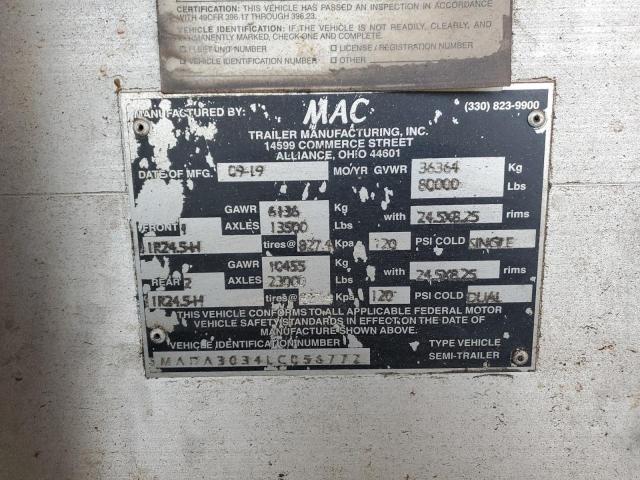 CERTIFICATION: THIS VEHICLE HAS PASSED AN INSPECTION IN ACCORDANCE
WITH 49CFR 396.17 THROUGH 396.23.
VEHICLE IDENTIFICATION: IF THE VEHICLE IS NOT READILY, CLEARLY, AND
PERMANENTLY MARKED, CHECK ONE AND COMPLETE.
FLEET UNIT NUMBER LICENSE / REGISTRATION NUMBER
VEHICLE IDENTIFICATION NUMBER OTHER
MANUFACTURED BY: MAC (330) 823-9900
TRAILER MANUFACTURING, INC.
14599 COMMERCE STREET
ALLIANCE, OHIO 44601
DATE OF MFG. 09-19 MO/YR GVWR 36364 Kg
80000 Lbs
GAWR 6136 Kg with 24.5X8.25 rims
FRONT 1 AXLES 13500 Lbs
11R24.5-H tires@ 827.4 Kpa 120 PSI COLD SINGLE
GAWR 10455 Kg with 24.5X8.25 rims
REAR 2 AXLES 23000 Lbs
11R24.5-H tires@ Kpa 120 PSI COLD DUAL
THIS VEHICLE CONFORMS TO ALL APPLICABLE FEDERAL MOTOR
VEHICLE SAFETY STANDARDS IN EFFECT ON THE DATE OF
MANUFACTURE SHOWN ABOVE.
VEHICLE IDENTIFICATION NUMBER TYPE VEHICLE
SEMI-TRAILER